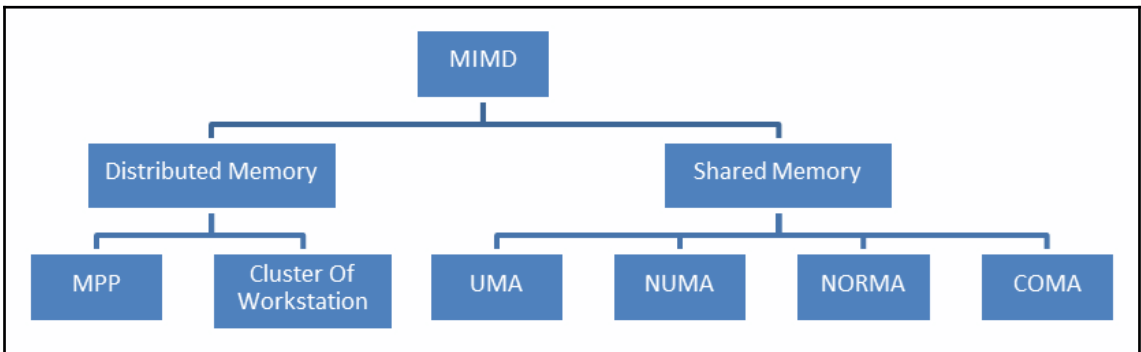 MIMD
Distributed Memory
Shared Memory
MPP
Cluster Of
Workstation
UMA
NUMA
NORMA
COMA